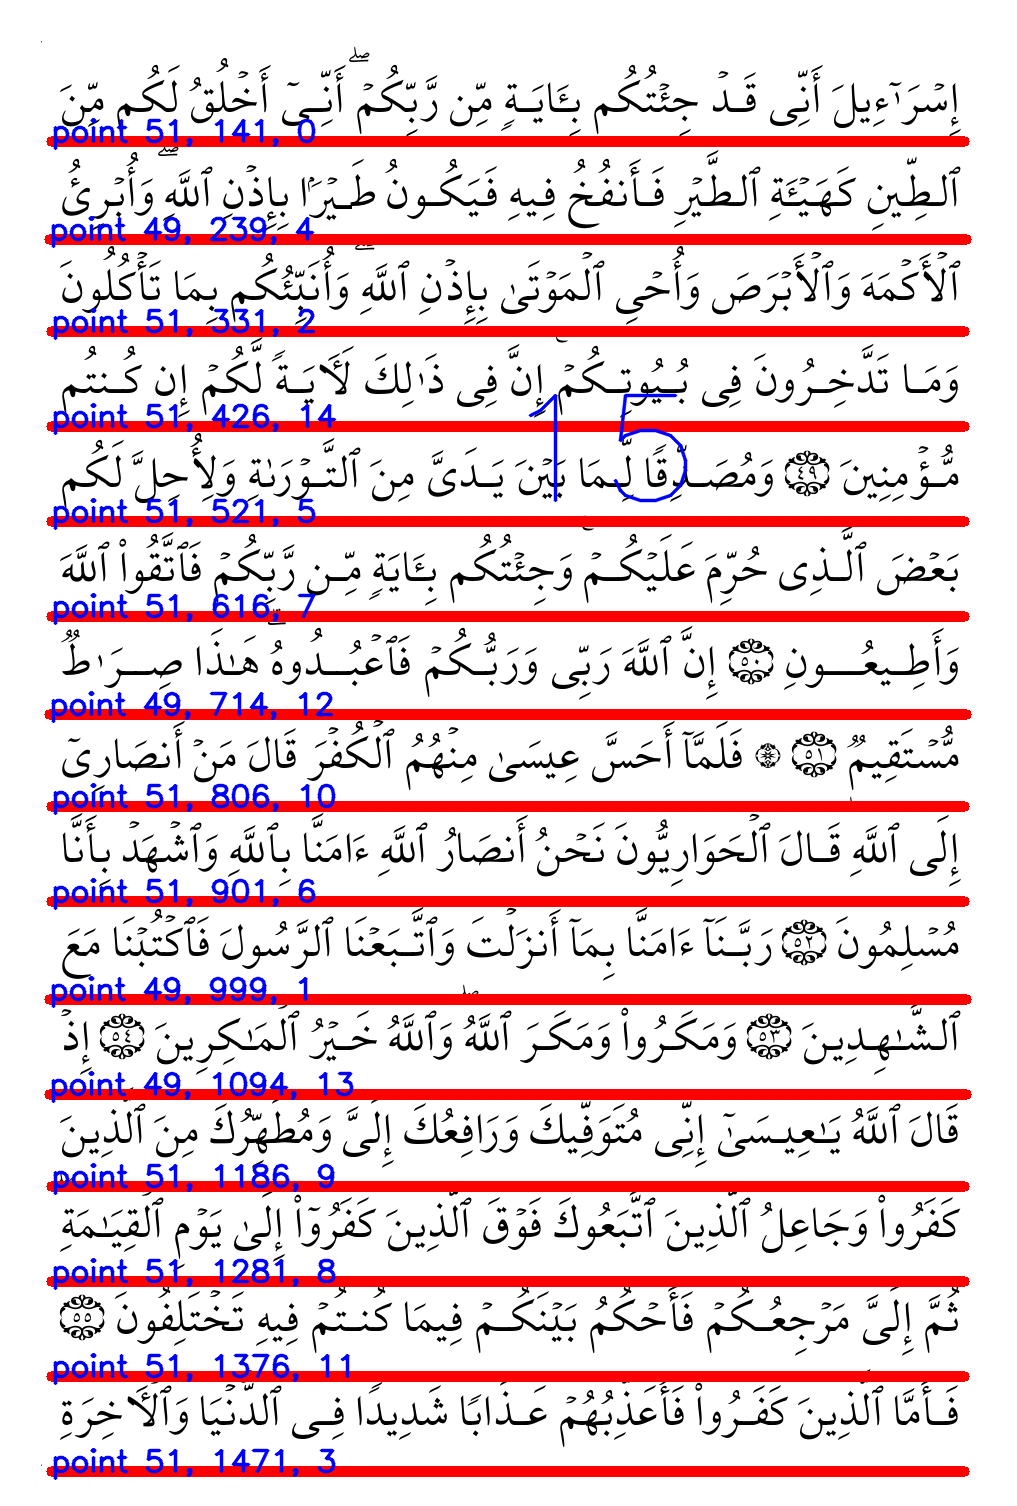 إِسْرَٰٓءِيلَ أَنِّى قَدْ جِئْتُكُم بِـَٔايَةٍ مِّن رَّبِّكُمْ ۖ أَنِّىٓ أَخْلُقُ لَكُم مِّنَ
point 51, 141, 0
ٱلطِّينِ كَهَيْـَٔةِ ٱلطَّيْرِ فَأَنفُخُ فِيهِ فَيَكُونُ طَيْرًۢا بِإِذْنِ ٱللَّهِ ۖ وَأُبْرِئُ
point 49, 239, 4
ٱلْأَكْمَهَ وَٱلْأَبْرَصَ وَأُحْىِ ٱلْمَوْتَىٰ بِإِذْنِ ٱللَّهِ ۖ وَأُنَبِّئُكُم بِمَا تَأْكُلُونَ
point 51, 331, 2
وَمَا تَدَّخِرُونَ فِى بُيُوتِكُمْ ۚ إِنَّ فِى ذَٰلِكَ لَـَٔايَةً لَّكُمْ إِن كُنتُم
point 51, 426, 14
15
مُّؤْمِنِينَ ٤٩ وَمُصَدِّقًا لِّمَا بَيْنَ يَدَىَّ مِنَ ٱلتَّوْرَىٰةِ وَلِأُحِلَّ لَكُم
point 51, 521, 5
بَعْضَ ٱلَّذِى حُرِّمَ عَلَيْكُمْ ۚ وَجِئْتُكُم بِـَٔايَةٍ مِّن رَّبِّكُمْ فَٱتَّقُوا۟ ٱللَّهَ
point 51, 616, 7
وَأَطِيعُونِ ٥٠ إِنَّ ٱللَّهَ رَبِّى وَرَبُّكُمْ فَٱعْبُدُوهُ ۗ هَـٰذَا صِرَٰطٌ
point 49, 714, 12
مُّسْتَقِيمٌ ٥١ ۞ فَلَمَّآ أَحَسَّ عِيسَىٰ مِنْهُمُ ٱلْكُفْرَ قَالَ مَنْ أَنصَارِىٓ
point 51, 806, 10
إِلَى ٱللَّهِ ۖ قَالَ ٱلْحَوَارِيُّونَ نَحْنُ أَنصَارُ ٱللَّهِ ءَامَنَّا بِٱللَّهِ وَٱشْهَدْ بِأَنَّا
point 51, 901, 6
مُسْلِمُونَ ٥٢ رَبَّنَآ ءَامَنَّا بِمَآ أَنزَلْتَ وَٱتَّبَعْنَا ٱلرَّسُولَ فَٱكْتُبْنَا مَعَ
point 49, 999, 1
ٱلشَّـٰهِدِينَ ٥٣ وَمَكَرُوا۟ وَمَكَرَ ٱللَّهُ ۖ وَٱللَّهُ خَيْرُ ٱلْمَـٰكِرِينَ ٥٤ إِذْ
point 49, 1094, 13
قَالَ ٱللَّهُ يَـٰعِيسَىٰٓ إِنِّى مُتَوَفِّيكَ وَرَافِعُكَ إِلَىَّ وَمُطَهِّرُكَ مِنَ ٱلَّذِينَ
point 51, 1186, 9
كَفَرُوا۟ وَجَاعِلُ ٱلَّذِينَ ٱتَّبَعُوكَ فَوْقَ ٱلَّذِينَ كَفَرُوٓا۟ إِلَىٰ يَوْمِ ٱلْقِيَـٰمَةِ
point 51, 1281, 8
ثُمَّ إِلَىَّ مَرْجِعُكُمْ فَأَحْكُمُ بَيْنَكُمْ فِيمَا كُنتُمْ فِيهِ تَخْتَلِفُونَ ٥٥
point 51, 1376, 11
فَأَمَّا ٱلَّذِينَ كَفَرُوا۟ فَأُعَذِّبُهُمْ عَذَابًا شَدِيدًا فِى ٱلدُّنْيَا وَٱلْـَٔاخِرَةِ
point 51, 1471, 3